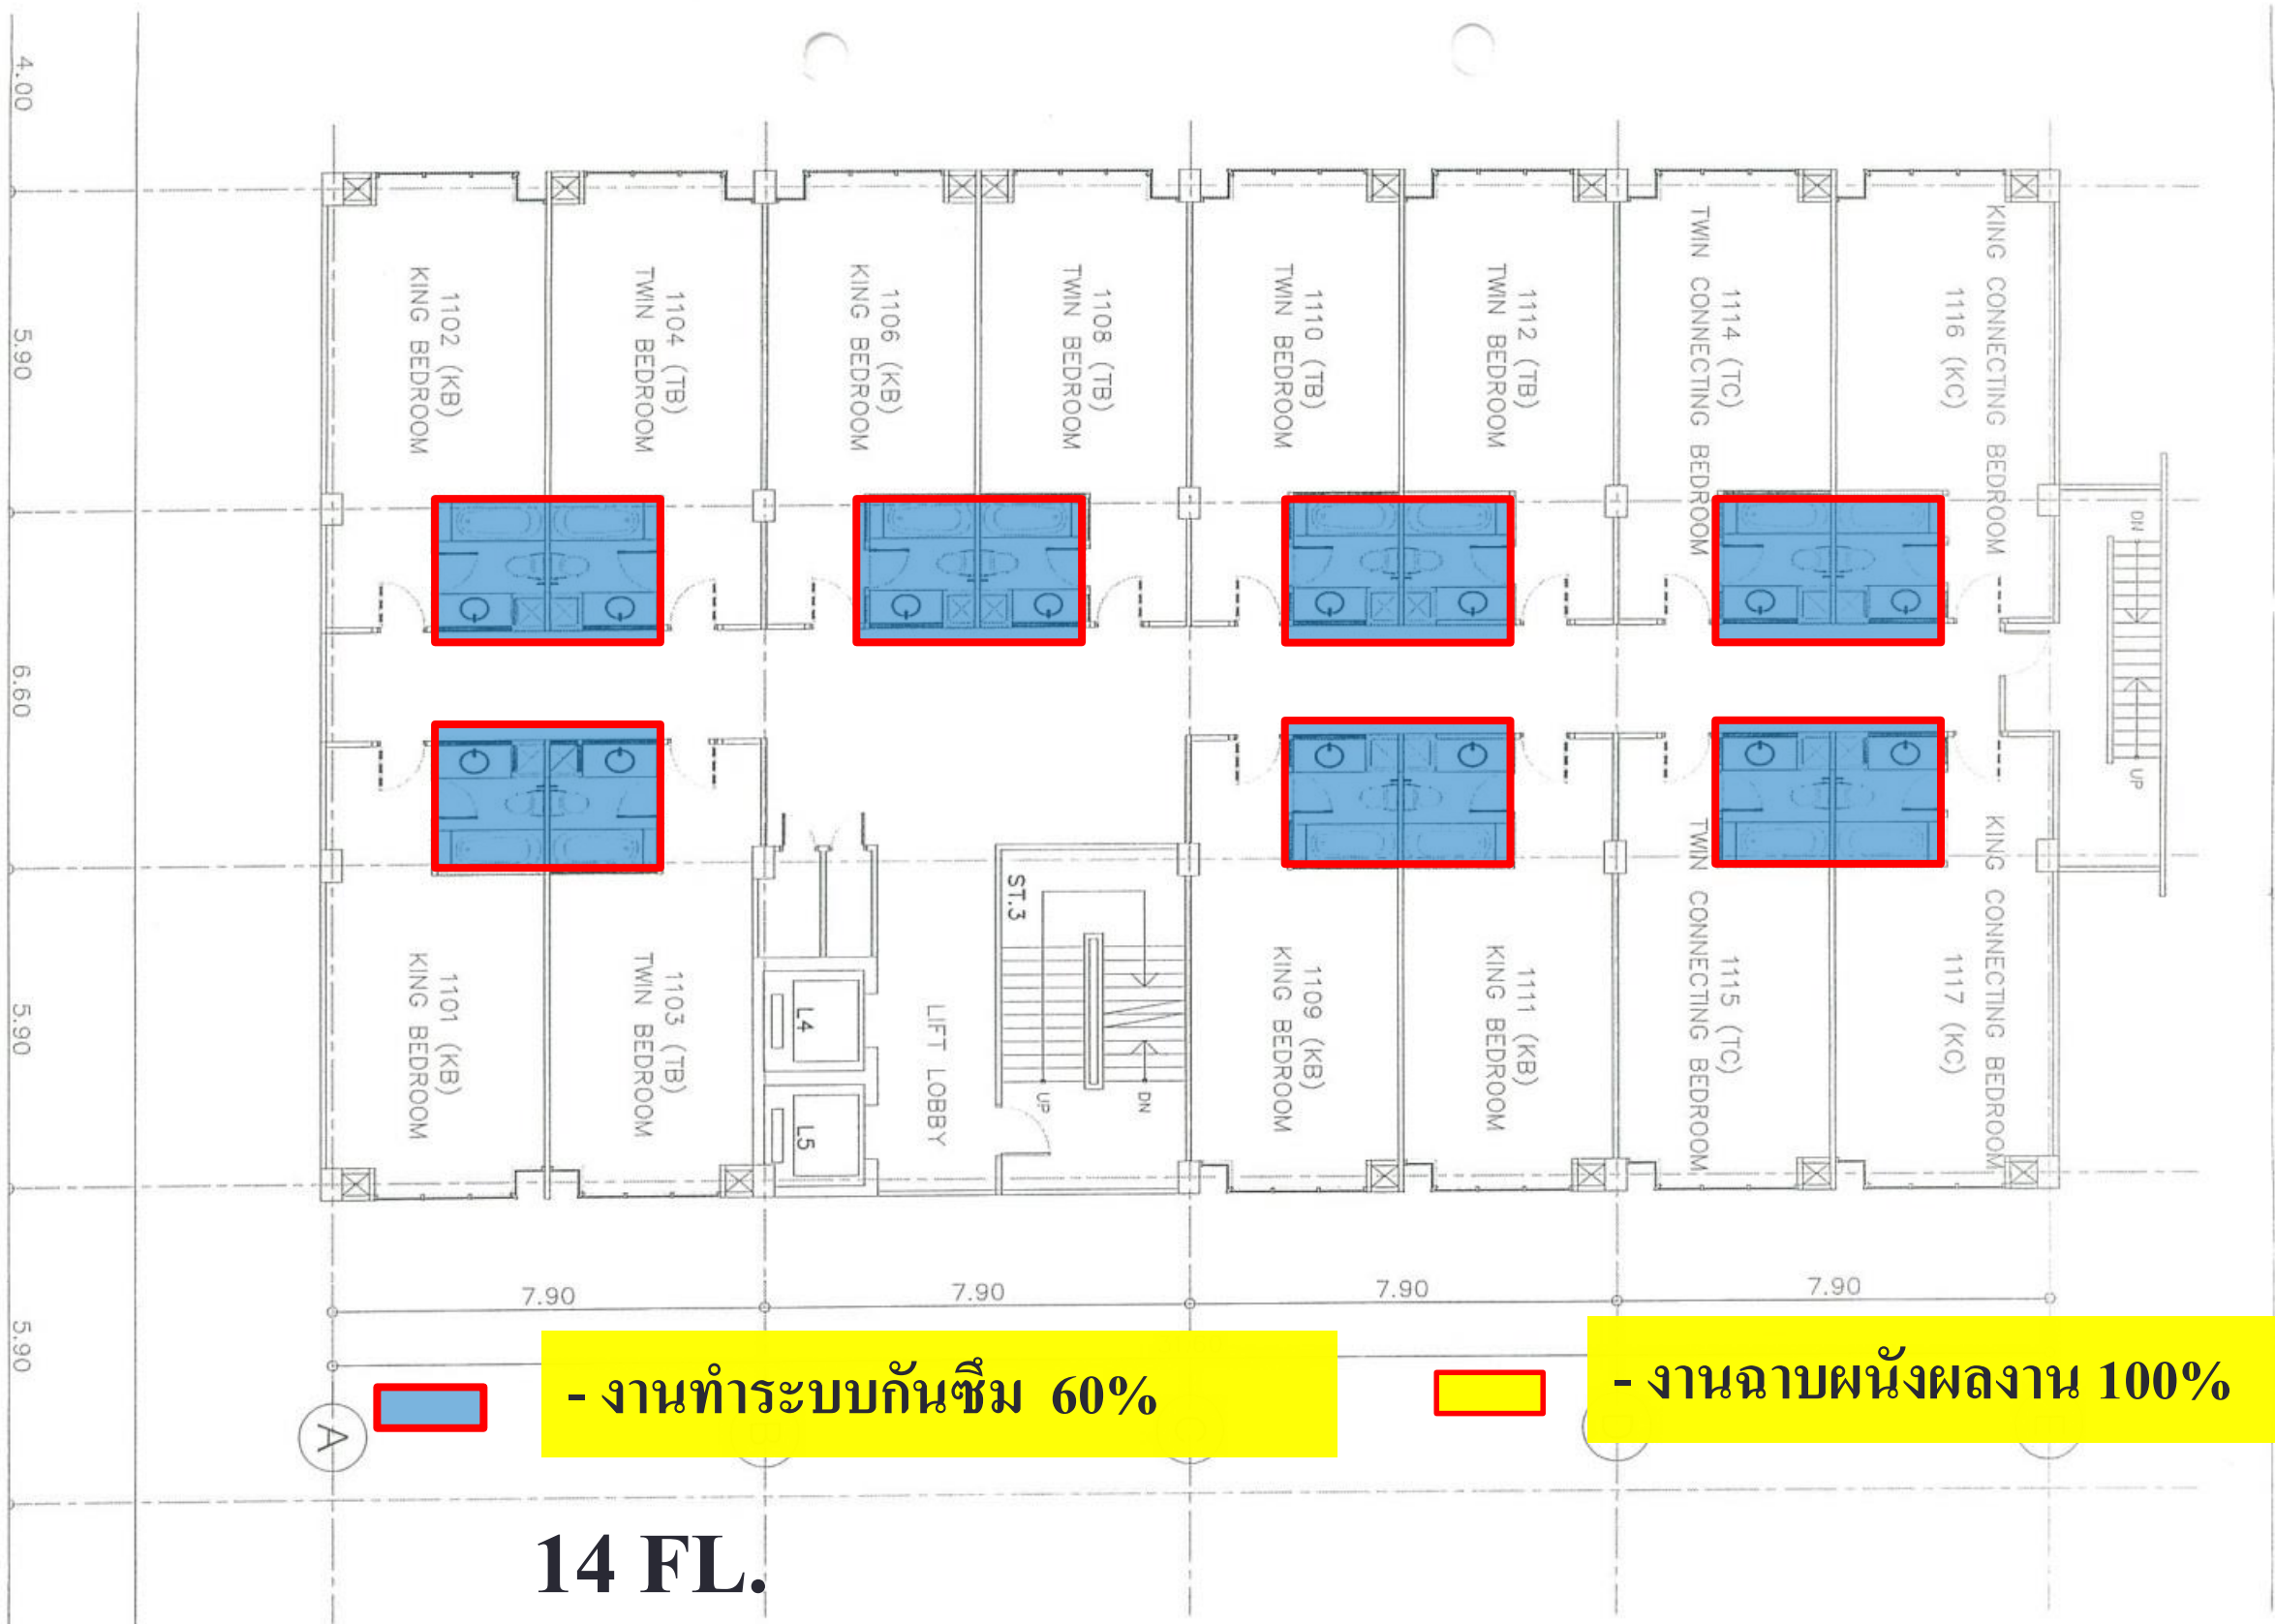 4.00
5.90
6.60
5.90
5.90
1102 (KB)
KING BEDROOM
1104 (TB)
TWIN BEDROOM
1106 (KB)
KING BEDROOM
1108 (TB)
TWIN BEDROOM
1110 (TB)
TWIN BEDROOM
1112 (TB)
TWIN BEDROOM
1114 (TC)
TWIN CONNECTING BEDROOM
KING CONNECTING BEDROOM
1116 (KC)
DN
UP
1101 (KB)
KING BEDROOM
1103 (TB)
TWIN BEDROOM
L4
L5
LIFT LOBBY
ST.3
UP
DN
1109 (KB)
KING BEDROOM
1111 (KB)
KING BEDROOM
1115 (TC)
TWIN CONNECTING BEDROOM
KING CONNECTING BEDROOM
1117 (KC)
7.90
7.90
7.90
7.90
- งานทำระบบกันซึม 60%
- งานฉาบผนังผลงาน 100%
A
14 FL.